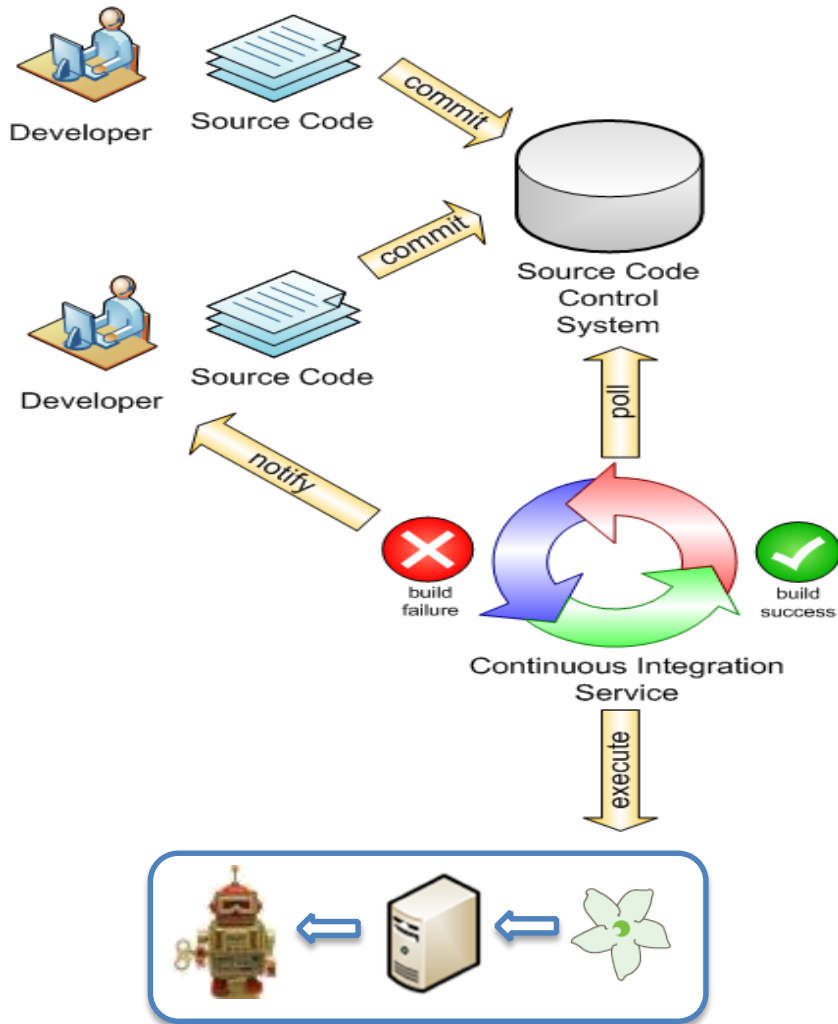 Developer
Source Code
commit
Source Code
Control
System
commit
Developer
Source Code
poll
notify
build
failure
build
success
Continuous Integration
Service
execute